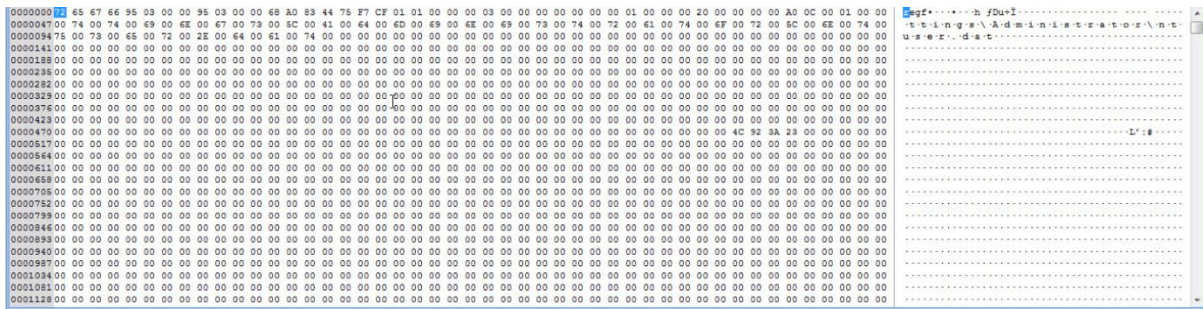 0000000 72 65 67 66 95 03 00 00 95 03 00 00 68 A0 83 44 75 F7 CF 01 01 00 00 00 03 00 00 00 00 00 00 00 01 00 00 00 20 00 00 00 00 A0 0C 00 01 00 00 regf•···•···h ƒDu÷Ï
0000047 00 74 00 74 00 69 00 6E 00 67 00 73 00 5C 00 41 00 64 00 6D 00 69 00 6E 00 69 00 73 00 74 00 72 00 61 00 74 00 6F 00 72 00 5C 00 6E 00 74 00 ·t·t·i·n·g·s·\·A·d·m·i·n·i·s·t·r·a·t·o·r·\·n·t·
0000094 75 00 73 00 65 00 72 00 2E 00 64 00 61 00 74 00 00 00 00 00 00 00 00 00 00 00 00 00 00 00 00 00 00 00 00 00 00 00 00 00 00 00 00 00 00 00 00 u·s·e·r·.·d·a·t·
0000141 00 00 00 00 00 00 00 00 00 00 00 00 00 00 00 00 00 00 00 00 00 00 00 00 00 00 00 00 00 00 00 00 00 00 00 00 00 00 00 00 00 00 00 00 00 00 00
0000188 00 00 00 00 00 00 00 00 00 00 00 00 00 00 00 00 00 00 00 00 00 00 00 00 00 00 00 00 00 00 00 00 00 00 00 00 00 00 00 00 00 00 00 00 00 00 00
0000235 00 00 00 00 00 00 00 00 00 00 00 00 00 00 00 00 00 00 00 00 00 00 00 00 00 00 00 00 00 00 00 00 00 00 00 00 00 00 00 00 00 00 00 00 00 00 00
0000282 00 00 00 00 00 00 00 00 00 00 00 00 00 00 00 00 00 00 00 00 00 00 00 00 00 00 00 00 00 00 00 00 00 00 00 00 00 00 00 00 00 00 00 00 00 00 00
0000329 00 00 00 00 00 00 00 00 00 00 00 00 00 00 00 00 00 00 00 00 00 00 00 00 00 00 00 00 00 00 00 00 00 00 00 00 00 00 00 00 00 00 00 00 00 00 00
0000376 00 00 00 00 00 00 00 00 00 00 00 00 00 00 00 00 00 00 00 00 00 00 00 00 00 00 00 00 00 00 00 00 00 00 00 00 00 00 00 00 00 00 00 00 00 00 00
0000423 00 00 00 00 00 00 00 00 00 00 00 00 00 00 00 00 00 00 00 00 00 00 00 00 00 00 00 00 00 00 00 00 00 00 00 00 00 00 00 00 00 00 00 00 00 00 00
0000470 00 00 00 00 00 00 00 00 00 00 00 00 00 00 00 00 00 00 00 00 00 00 00 00 00 00 00 00 00 00 00 00 00 00 00 00 00 00 4C 92 3A 23 00 00 00 00 00 L’:#
0000517 00 00 00 00 00 00 00 00 00 00 00 00 00 00 00 00 00 00 00 00 00 00 00 00 00 00 00 00 00 00 00 00 00 00 00 00 00 00 00 00 00 00 00 00 00 00 00
0000564 00 00 00 00 00 00 00 00 00 00 00 00 00 00 00 00 00 00 00 00 00 00 00 00 00 00 00 00 00 00 00 00 00 00 00 00 00 00 00 00 00 00 00 00 00 00 00
0000611 00 00 00 00 00 00 00 00 00 00 00 00 00 00 00 00 00 00 00 00 00 00 00 00 00 00 00 00 00 00 00 00 00 00 00 00 00 00 00 00 00 00 00 00 00 00 00
0000658 00 00 00 00 00 00 00 00 00 00 00 00 00 00 00 00 00 00 00 00 00 00 00 00 00 00 00 00 00 00 00 00 00 00 00 00 00 00 00 00 00 00 00 00 00 00 00
0000705 00 00 00 00 00 00 00 00 00 00 00 00 00 00 00 00 00 00 00 00 00 00 00 00 00 00 00 00 00 00 00 00 00 00 00 00 00 00 00 00 00 00 00 00 00 00 00
0000752 00 00 00 00 00 00 00 00 00 00 00 00 00 00 00 00 00 00 00 00 00 00 00 00 00 00 00 00 00 00 00 00 00 00 00 00 00 00 00 00 00 00 00 00 00 00 00
0000799 00 00 00 00 00 00 00 00 00 00 00 00 00 00 00 00 00 00 00 00 00 00 00 00 00 00 00 00 00 00 00 00 00 00 00 00 00 00 00 00 00 00 00 00 00 00 00
0000846 00 00 00 00 00 00 00 00 00 00 00 00 00 00 00 00 00 00 00 00 00 00 00 00 00 00 00 00 00 00 00 00 00 00 00 00 00 00 00 00 00 00 00 00 00 00 00
0000893 00 00 00 00 00 00 00 00 00 00 00 00 00 00 00 00 00 00 00 00 00 00 00 00 00 00 00 00 00 00 00 00 00 00 00 00 00 00 00 00 00 00 00 00 00 00 00
0000940 00 00 00 00 00 00 00 00 00 00 00 00 00 00 00 00 00 00 00 00 00 00 00 00 00 00 00 00 00 00 00 00 00 00 00 00 00 00 00 00 00 00 00 00 00 00 00
0000987 00 00 00 00 00 00 00 00 00 00 00 00 00 00 00 00 00 00 00 00 00 00 00 00 00 00 00 00 00 00 00 00 00 00 00 00 00 00 00 00 00 00 00 00 00 00 00
0001034 00 00 00 00 00 00 00 00 00 00 00 00 00 00 00 00 00 00 00 00 00 00 00 00 00 00 00 00 00 00 00 00 00 00 00 00 00 00 00 00 00 00 00 00 00 00 00
0001081 00 00 00 00 00 00 00 00 00 00 00 00 00 00 00 00 00 00 00 00 00 00 00 00 00 00 00 00 00 00 00 00 00 00 00 00 00 00 00 00 00 00 00 00 00 00 00
0001128 00 00 00 00 00 00 00 00 00 00 00 00 00 00 00 00 00 00 00 00 00 00 00 00 00 00 00 00 00 00 00 00 00 00 00 00 00 00 00 00 00 00 00 00 00 00 00